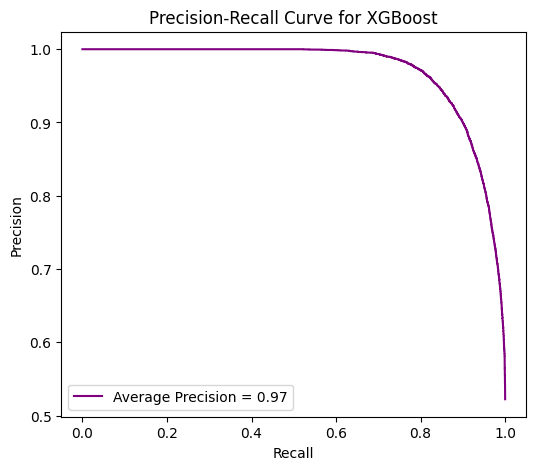 Precision-Recall Curve for XGBoost
Precision
1.0
0.9
0.8
0.7
0.6
0.5
Average Precision = 0.97
0.0 0.2 0.4 0.6 0.8 1.0
Recall